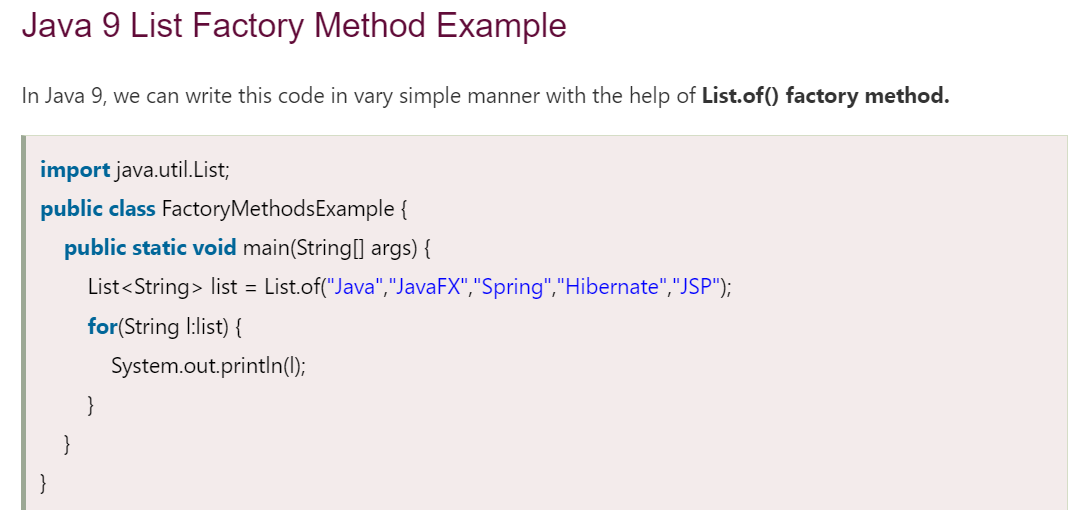 Java 9 List Factory Method Example
In Java 9, we can write this code in vary simple manner with the help of List.of() factory method.
import java.util.List;
public class FactoryMethodsExample {
public static void main(String[] args) {
List<String> list = List.of("Java","JavaFX","Spring","Hibernate","JSP");
for(String l:list) {
System.out.println(l);
}
}
}